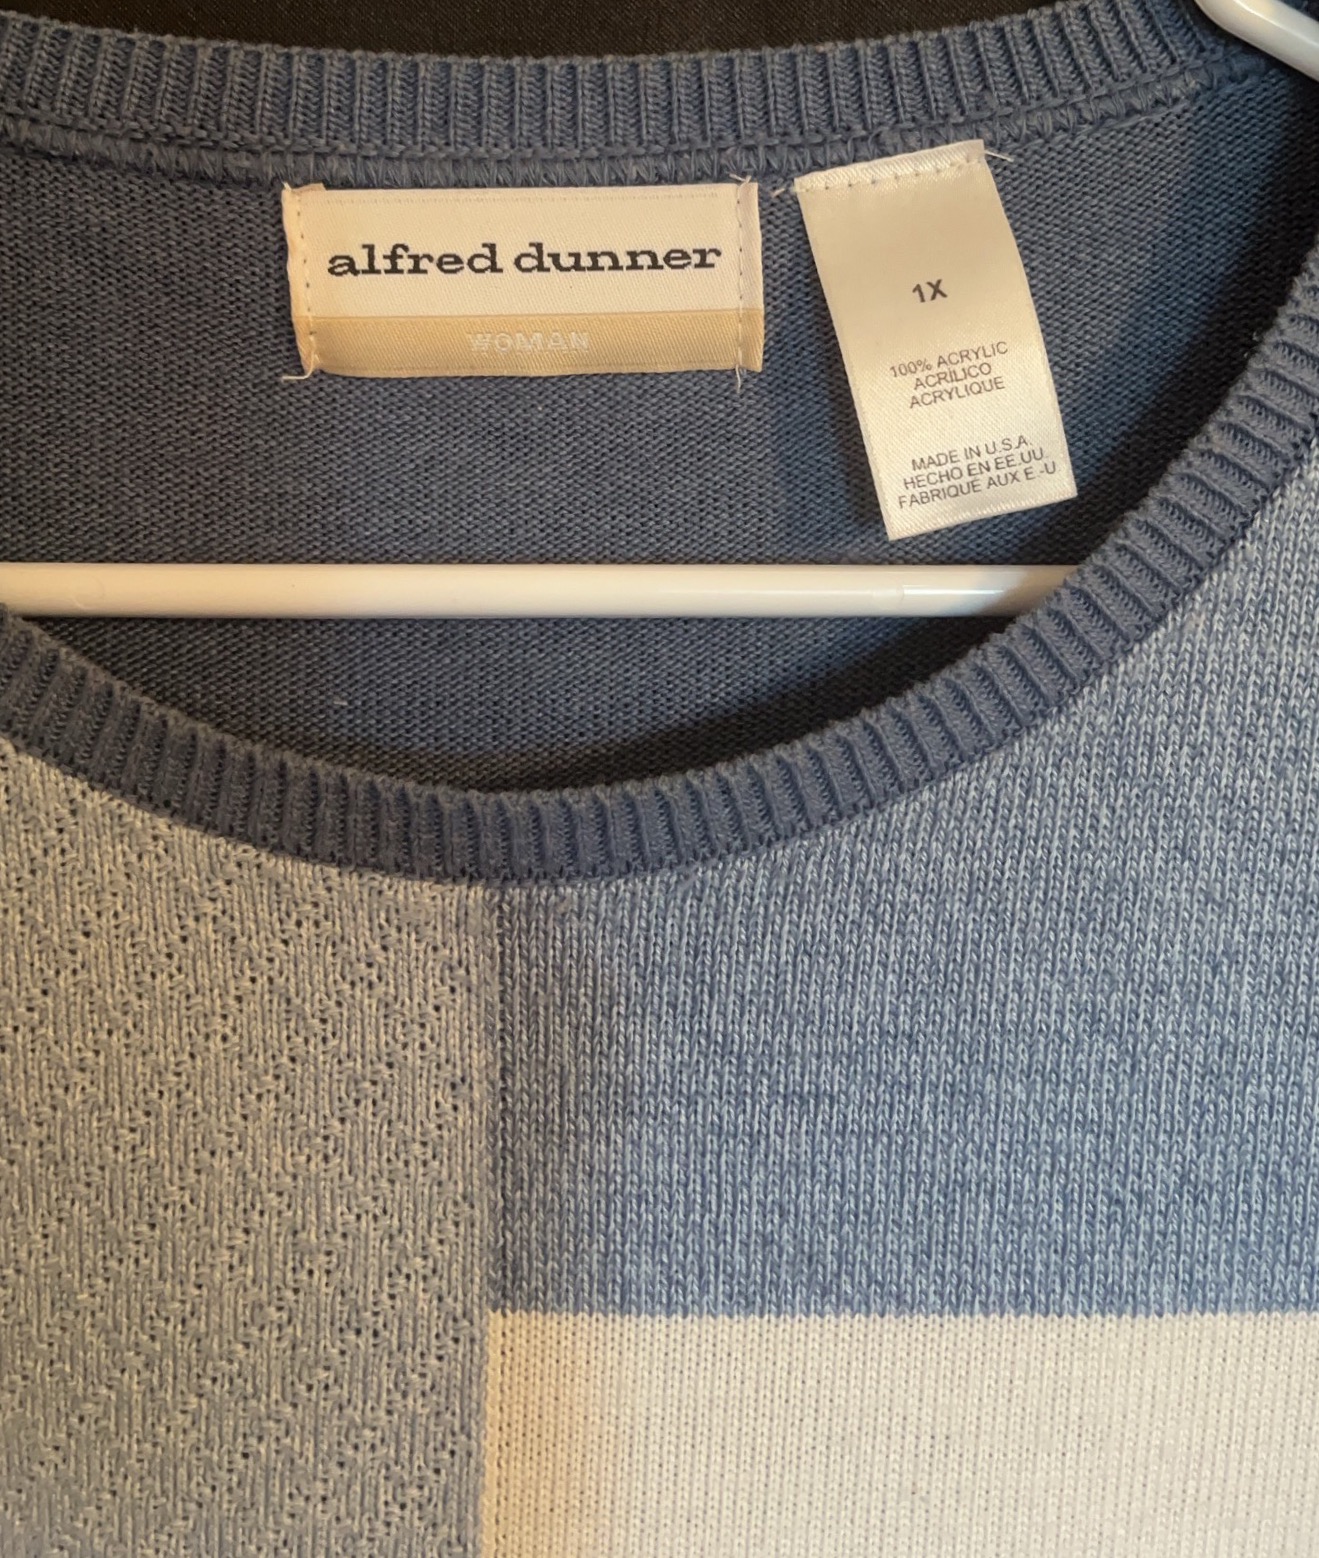 alfred dunner
WOMAN
1X
100% ACRYLIC
ACRILICO
ACRYLIQUE
MADE IN U.S.A.
HECHO EN EE.UU.
FABRIQUE AUX E.-U